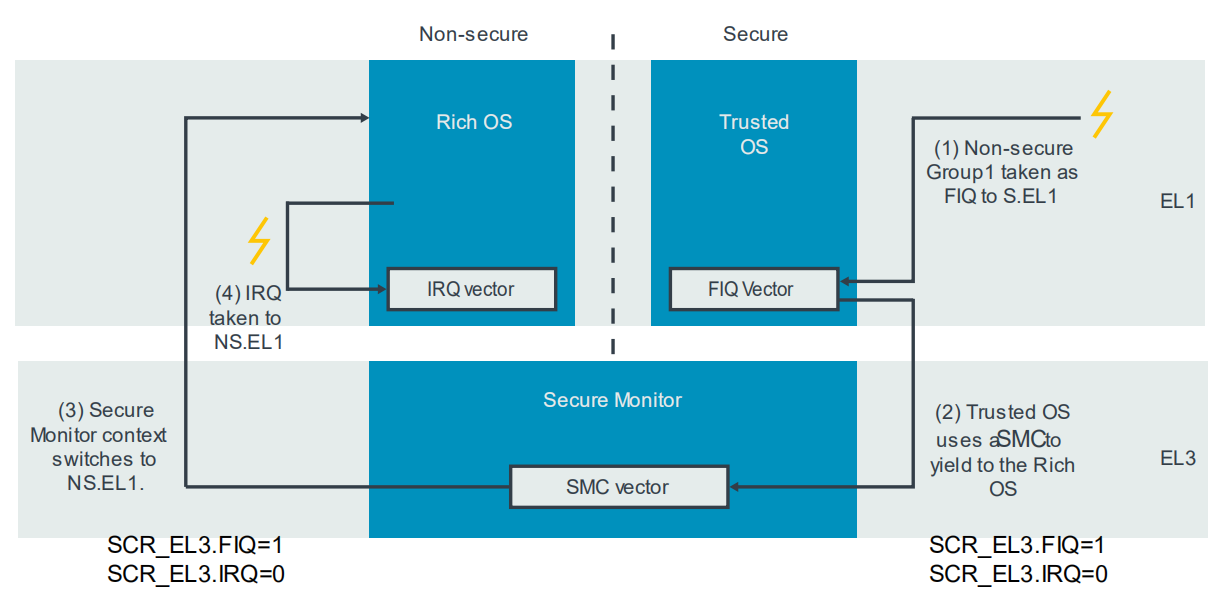 Non-secure
Secure
Rich OS
Trusted
OS
(1) Non-secure
Group1 taken as
FIQ to S.EL1
EL1
IRQ vector
FIQ Vector
(4) IRQ
taken to
NS.EL1
Secure Monitor
(3) Secure
Monitor context
switches to
NS.EL1.
(2) Trusted OS
uses aSMCto
yield to the Rich
OS
EL3
SMC vector
SCR_EL3.FIQ=1
SCR_EL3.IRQ=0
SCR_EL3.FIQ=1
SCR_EL3.IRQ=0